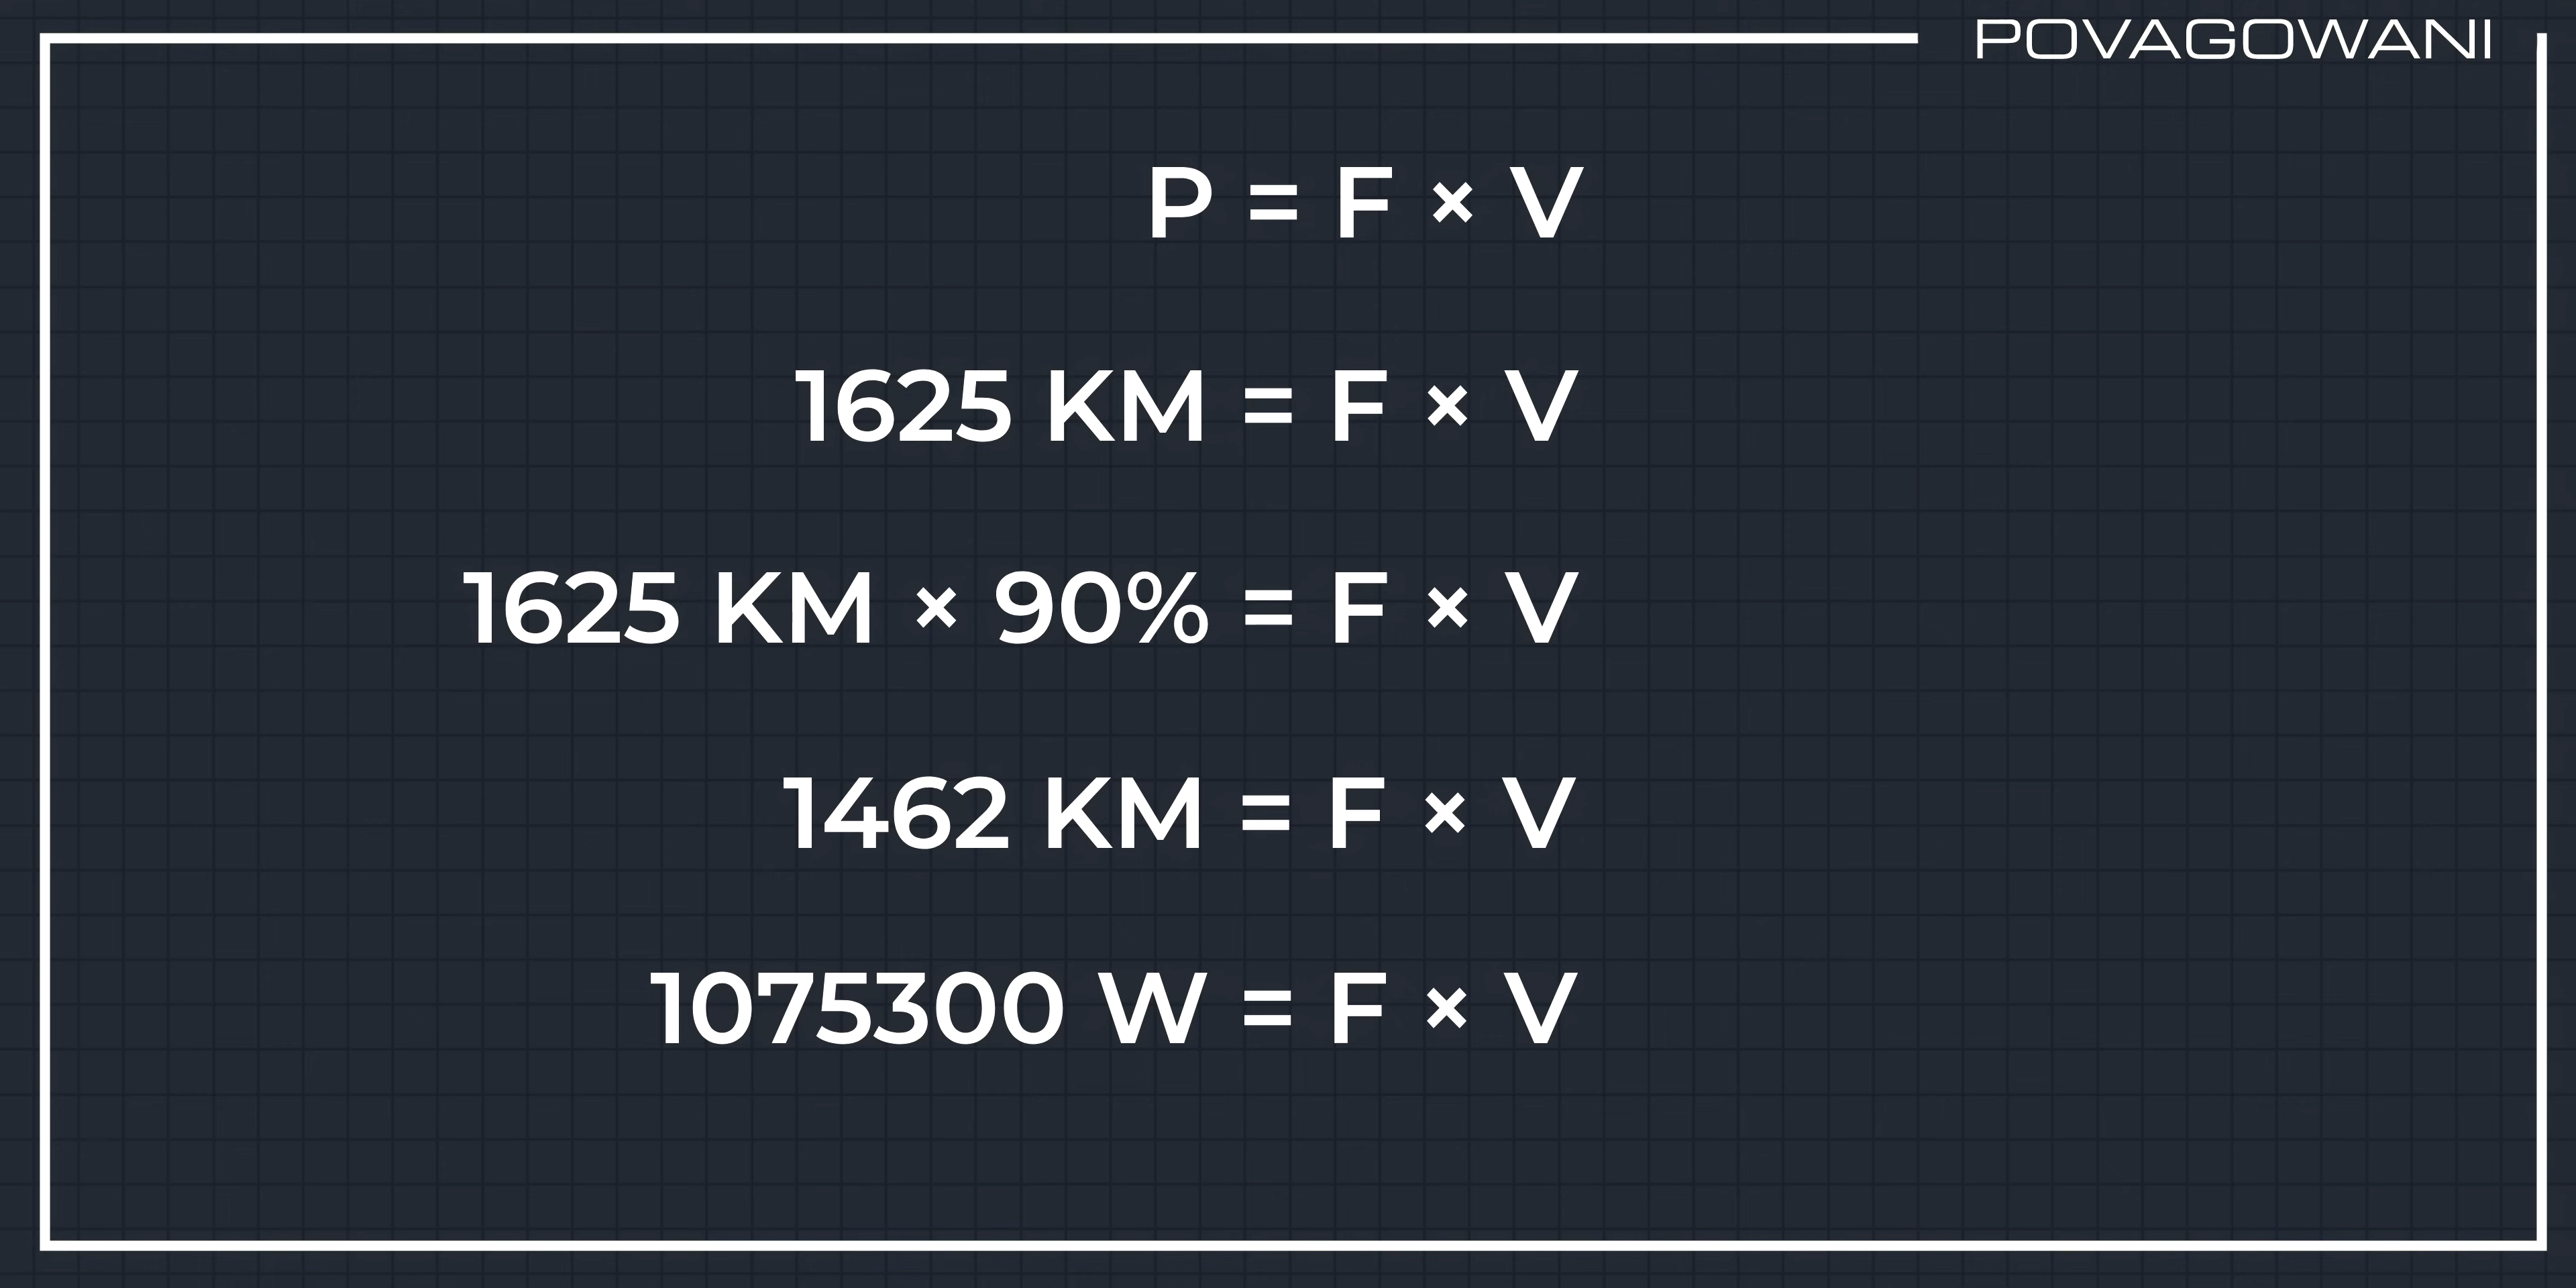 POVAGOWANI
P = F × V
1625 KM = F × V
1625 KM × 90% = F × V
1462 KM = F × V
1075300 W = F × V